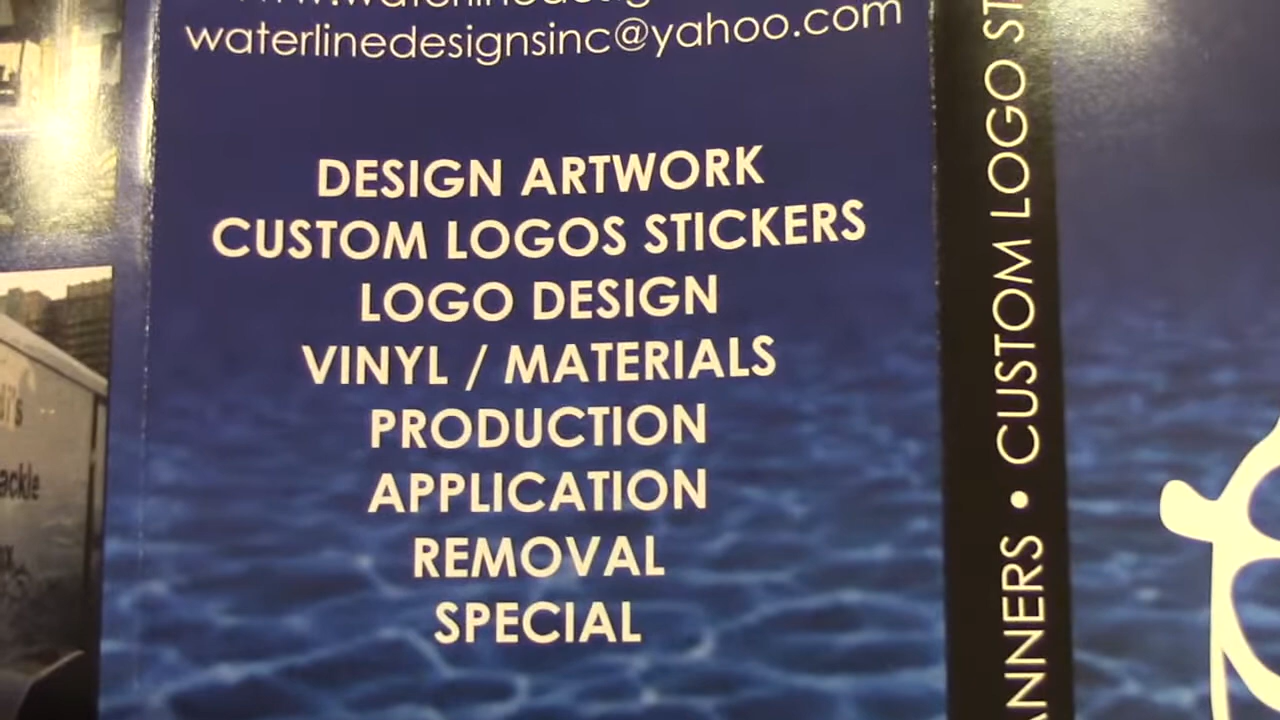 waterlinedesignsinc@yahoo.com
DESIGN ARTWORK
CUSTOM LOGOS STICKERS
LOGO DESIGN
VINYL / MATERIALS
PRODUCTION
APPLICATION
REMOVAL
SPECIAL
• CUSTOM LOGO